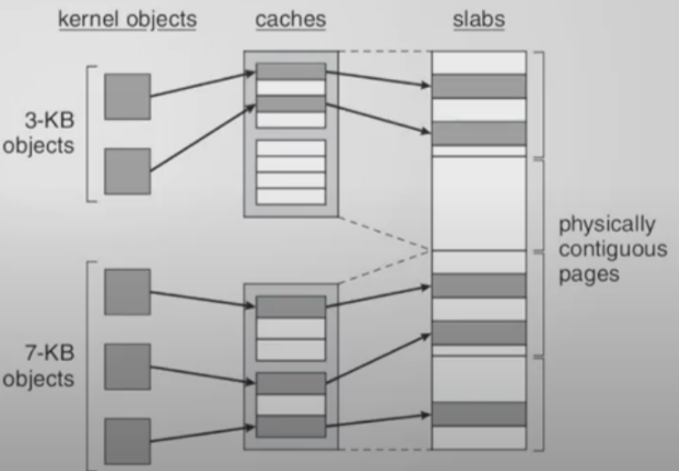 kernel objects
caches
slabs
3-KB
objects
physically
contiguous
pages
7-KB
objects